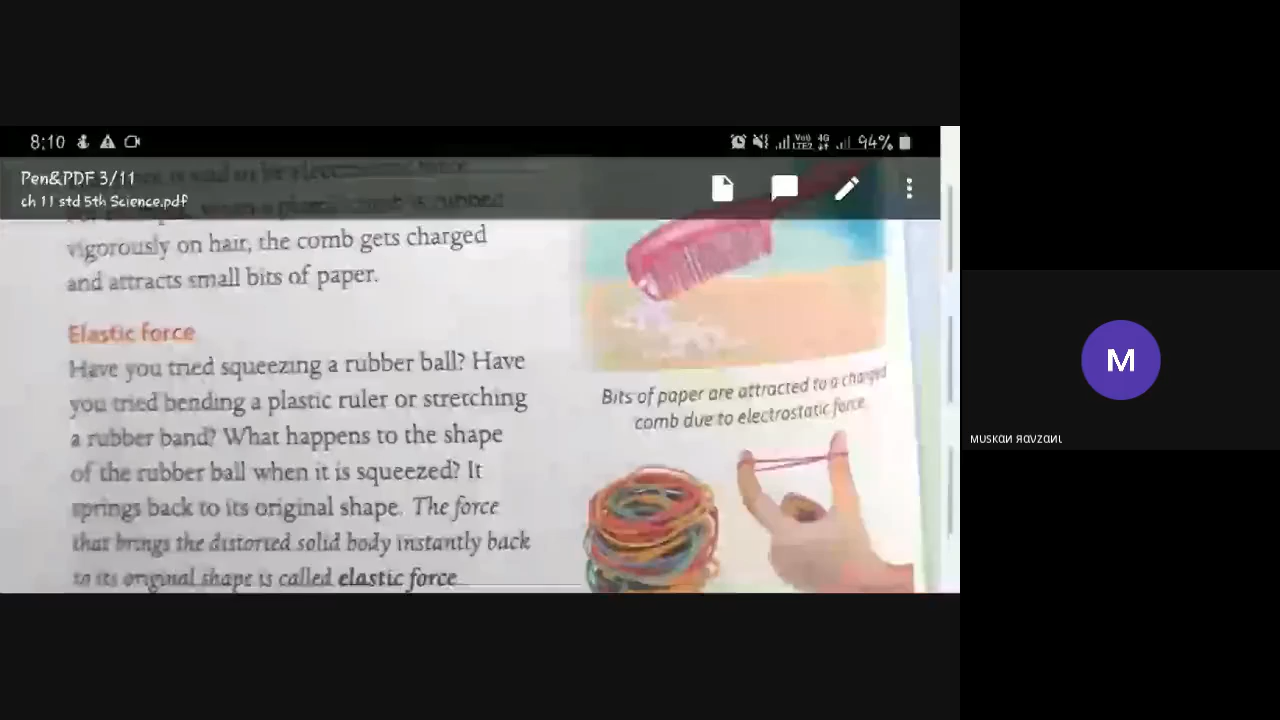 8:10
Voo) 4G
LTE2
94%
Pen&PDF 3/11
ch 11 std 5th Science.pdf
vigorously on hair, the comb gets charged
and attracts small bits of paper.
Elastic force
Have you tried squeezing a rubber ball? Have
you tried bending a plastic ruler or stretching
a rubber band? What happens to the shape
of the rubber ball when it is squeezed? It
springs back to its original shape. The force
that brings the distorted solid body instantly back
to its original shape is called elastic force
Bits of paper are attracted to a charged
comb due to electrostatic force
M
MUSKAN RAVZANI